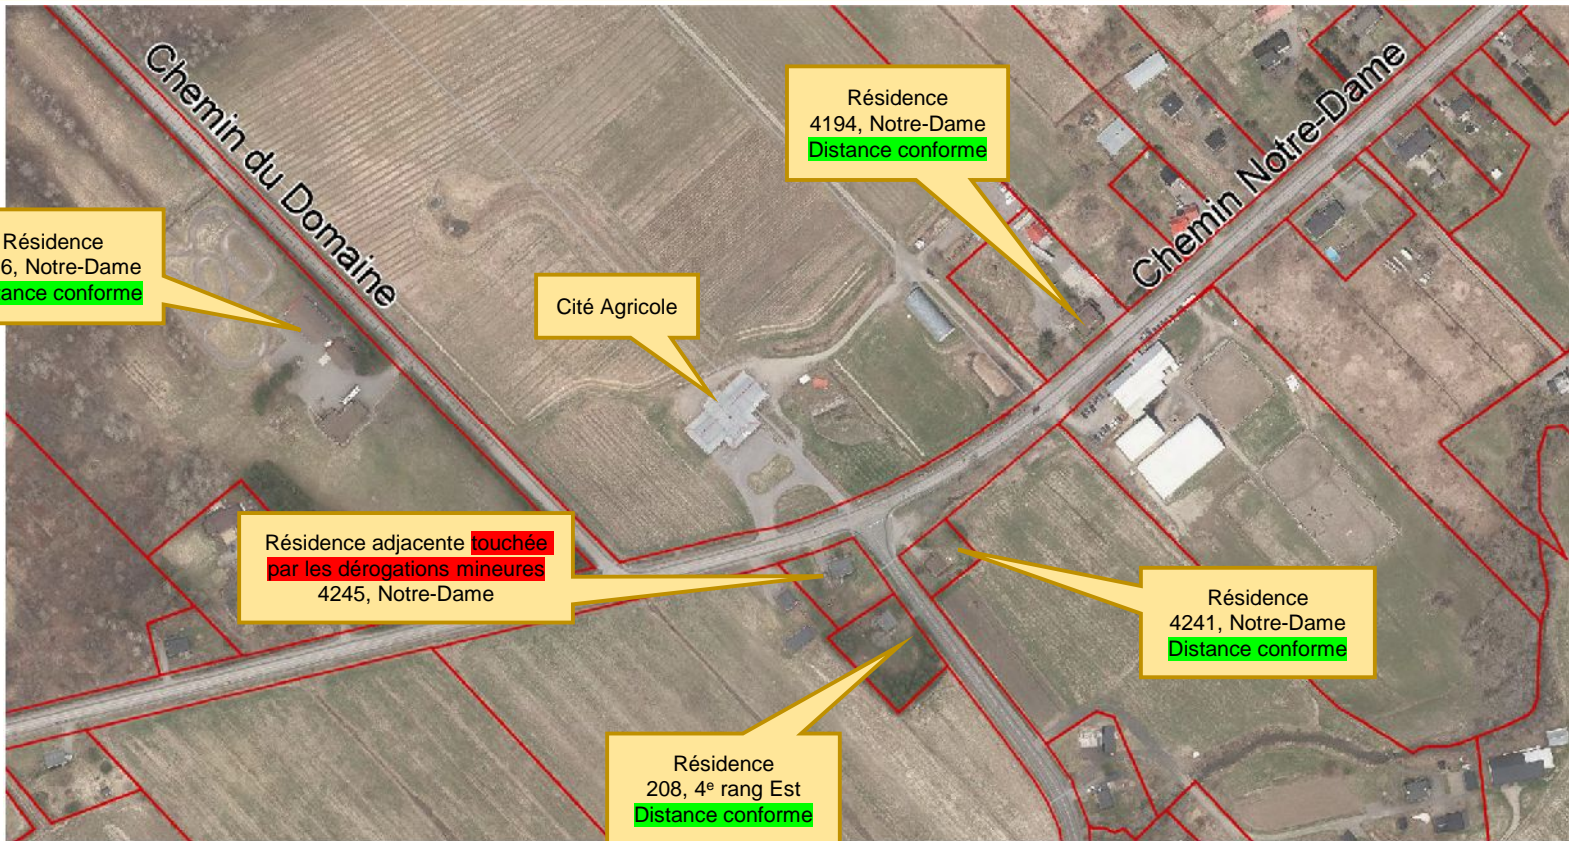 Chemin du Domaine
Résidence
4194, Notre-Dame
Distance conforme
Chemin Notre-Dame
Résidence
6, Notre-Dame
ance conforme
Cité Agricole
Résidence adjacente touchée
par les dérogations mineures
4245, Notre-Dame
Résidence
4241, Notre-Dame
Distance conforme
Résidence
208, 4ᵉ rang Est
Distance conforme